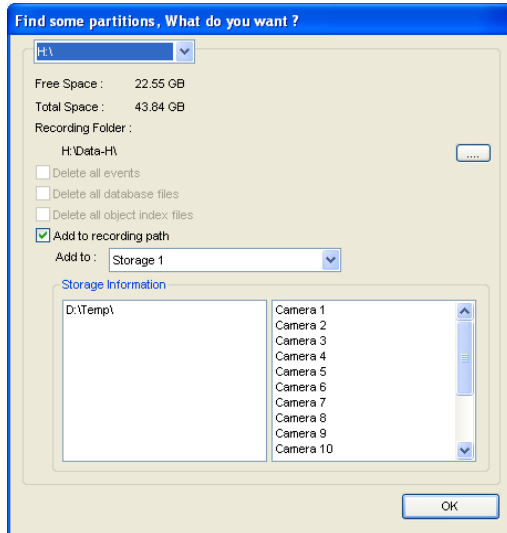 Find some partitions, What do you want ?
H:\
Free Space : 22.55 GB
Total Space : 43.84 GB
Recording Folder :
H:\Data-H\
....
Delete all events
Delete all database files
Delete all object index files
Add to recording path
Add to : Storage 1
Storage Information
D:\Temp\
Camera 1
Camera 2
Camera 3
Camera 4
Camera 5
Camera 6
Camera 7
Camera 8
Camera 9
Camera 10
OK